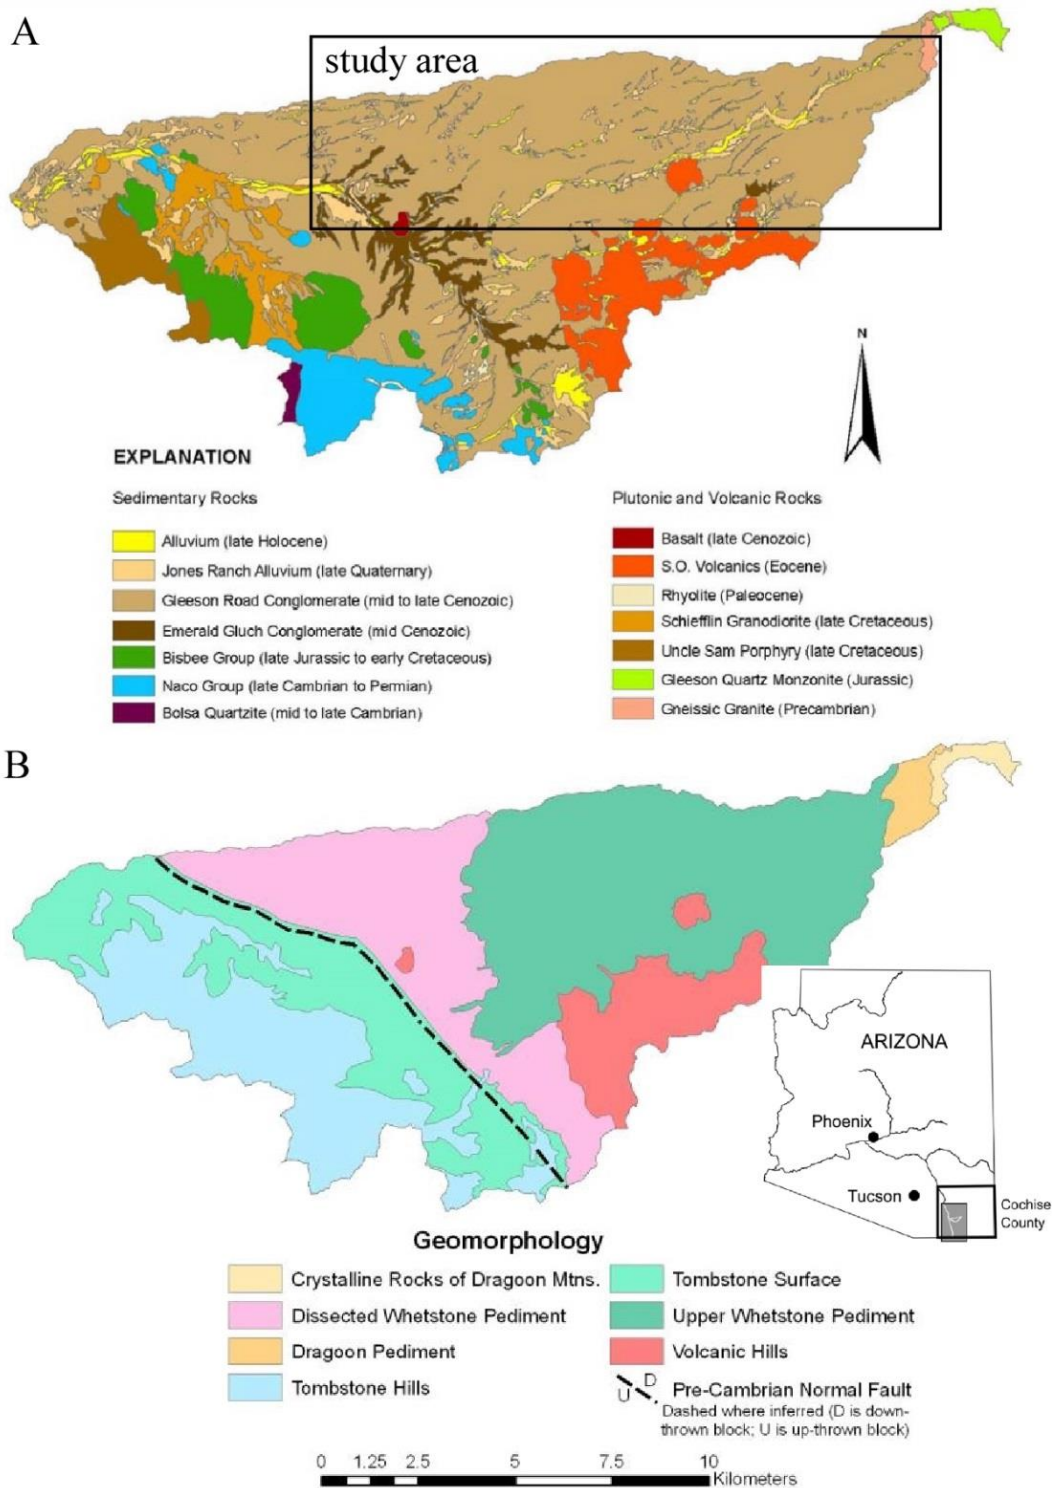 A
study area
N
EXPLANATION
Sedimentary Rocks
Alluvium (late Holocene)
Jones Ranch Alluvium (late Quaternary)
Gleeson Road Conglomerate (mid to late Cenozoic)
Emerald Gluch Conglomerate (mid Cenozoic)
Bisbee Group (late Jurassic to early Cretaceous)
Naco Group (late Cambrian to Permian)
Bolsa Quartzite (mid to late Cambrian)
Plutonic and Volcanic Rocks
Basalt (late Cenozoic)
S.O. Volcanics (Eocene)
Rhyolite (Paleocene)
Schiefflin Granodiorite (late Cretaceous)
Uncle Sam Porphyry (late Cretaceous)
Gleeson Quartz Monzonite (Jurassic)
Gneissic Granite (Precambrian)
B
ARIZONA
Phoenix
Tucson
Cochise
County
Geomorphology
Crystalline Rocks of Dragoon Mtns.
Dissected Whetstone Pediment
Dragoon Pediment
Tombstone Hills
Tombstone Surface
Upper Whetstone Pediment
Volcanic Hills
D
U
Pre-Cambrian Normal Fault
Dashed where inferred (D is down-
thrown block; U is up-thrown block)
0 1.25 2.5 5 7.5 10
Kilometers